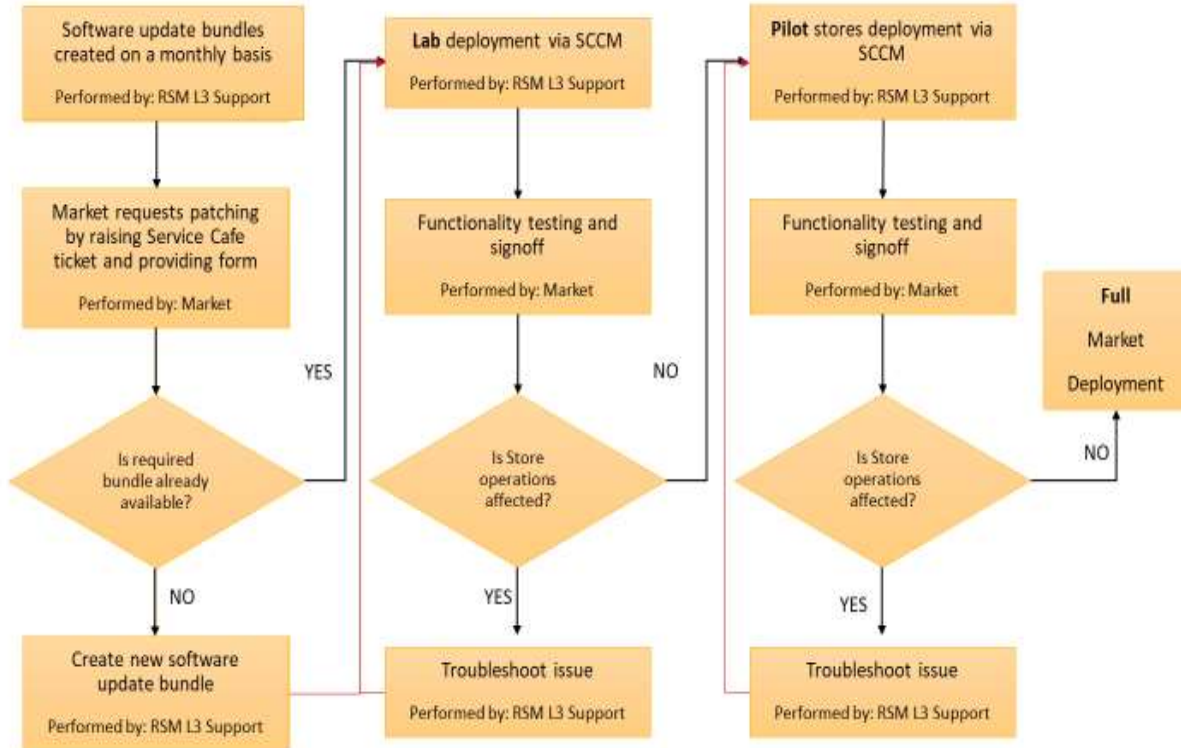 Software update bundles
created on a monthly basis
Performed by: RSM L3 Support
Market requests patching
by raising Service Cafe
ticket and providing form
Performed by: Market
Is required
bundle already
available?
YES
NO
Create new software
update bundle
Performed by: RSM L3 Support
Lab deployment via SCCM
Performed by: RSM L3 Support
Functionality testing and
signoff
Performed by: Market
Is Store
operations
affected?
NO
YES
Troubleshoot issue
Performed by: RSM L3 Support
Pilot stores deployment via
SCCM
Performed by: RSM L3 Support
Functionality testing and
signoff
Performed by: Market
Is Store
operations
affected?
NO
YES
Troubleshoot issue
Performed by: RSM L3 Support
Full
Market
Deployment